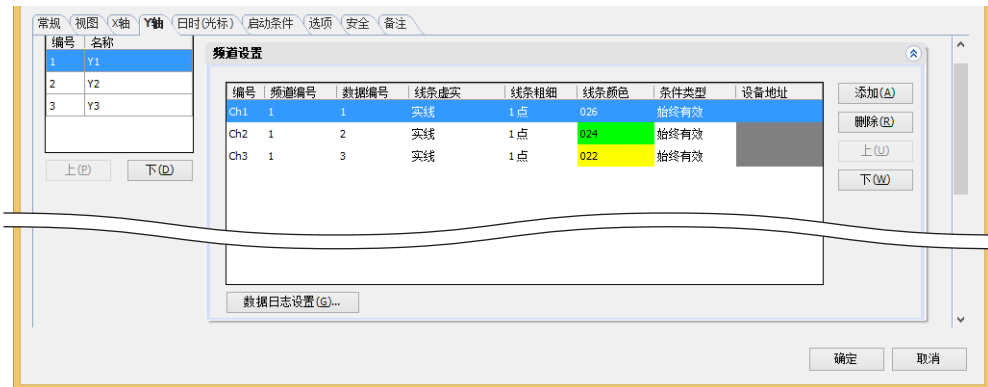 常规 视图 X轴 Y轴 日时(光标) 启动条件 选项 安全 备注
编号 名称
1 Y1
2 Y2
3 Y3
上(P) 下(D)
频道设置
编号 频道编号 数据编号 线条虚实 线条粗细 线条颜色 条件类型 设备地址
Ch1 1 1 实线 1点 026 始终有效
Ch2 1 2 实线 1点 024 始终有效
Ch3 1 3 实线 1点 022 始终有效
添加(A)
删除(R)
上(U)
下(W)
数据日志设置(G)...
确定 取消